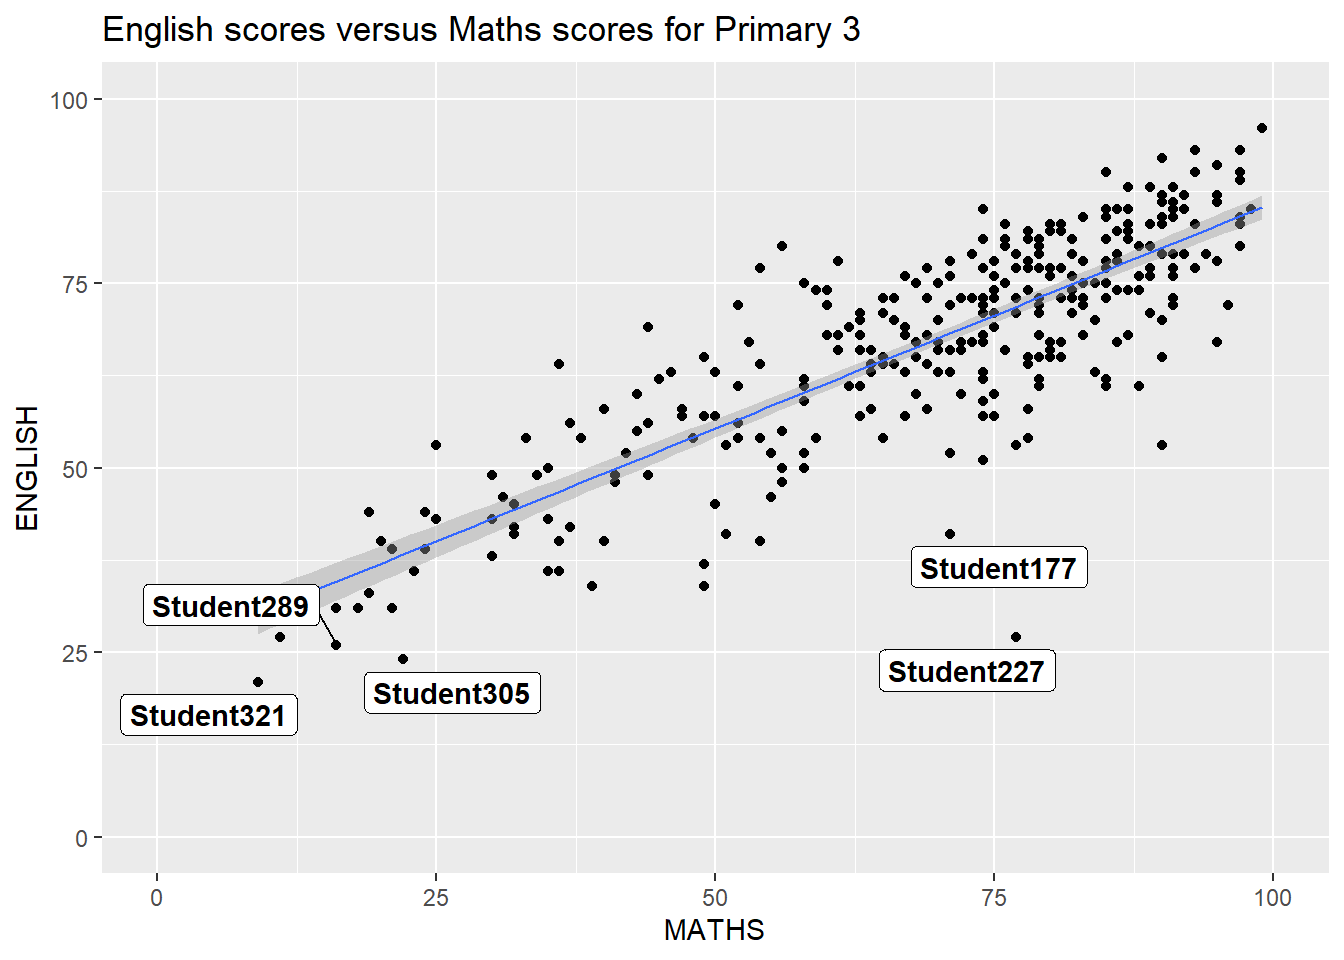 English scores versus Maths scores for Primary 3
100
75
50
25
0
ENGLISH
Student177
Student289
Student227
Student305
Student321
0
25
50
75
100
MATHS